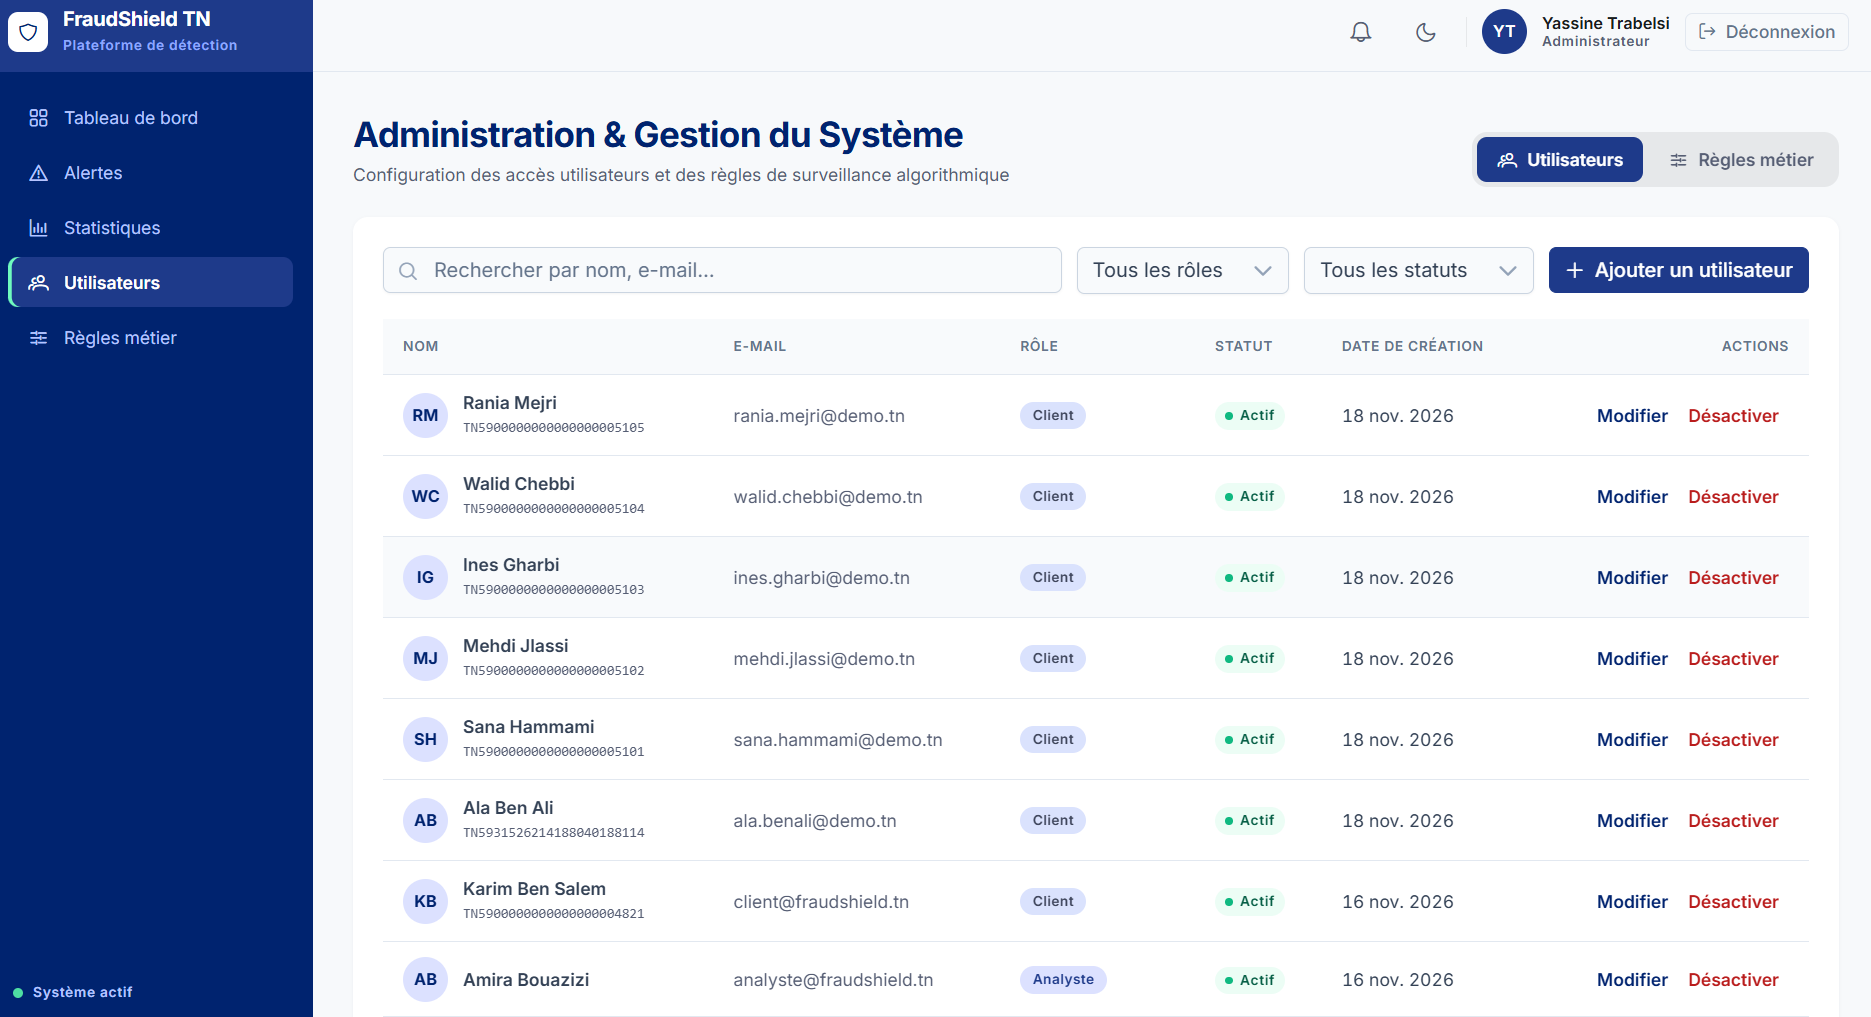 FraudShield TN
Plateforme de détection
Tableau de bord
Alertes
Statistiques
Utilisateurs
Règles métier
Système actif
YT
Yassine Trabelsi
Administrateur
Déconnexion
Administration & Gestion du Système
Configuration des accès utilisateurs et des règles de surveillance algorithmique
Utilisateurs
Règles métier
Rechercher par nom, e-mail...
Tous les rôles
Tous les statuts
+ Ajouter un utilisateur
NOM E-MAIL RÔLE STATUT DATE DE CRÉATION ACTIONS
RM Rania Mejri rania.mejri@demo.tn Client Actif 18 nov. 2026 Modifier Désactiver
TN5900000000000000005105
WC Walid Chebbi walid.chebbi@demo.tn Client Actif 18 nov. 2026 Modifier Désactiver
TN5900000000000000005104
IG Ines Gharbi ines.gharbi@demo.tn Client Actif 18 nov. 2026 Modifier Désactiver
TN5900000000000000005103
MJ Mehdi Jlassi mehdi.jlassi@demo.tn Client Actif 18 nov. 2026 Modifier Désactiver
TN5900000000000000005102
SH Sana Hammami sana.hammami@demo.tn Client Actif 18 nov. 2026 Modifier Désactiver
TN5900000000000000005101
AB Ala Ben Ali ala.benali@demo.tn Client Actif 18 nov. 2026 Modifier Désactiver
TN5931526214188040188114
KB Karim Ben Salem client@fraudshield.tn Client Actif 16 nov. 2026 Modifier Désactiver
TN5900000000000000004821
AB Amira Bouazizi analyste@fraudshield.tn Analyste Actif 16 nov. 2026 Modifier Désactiver